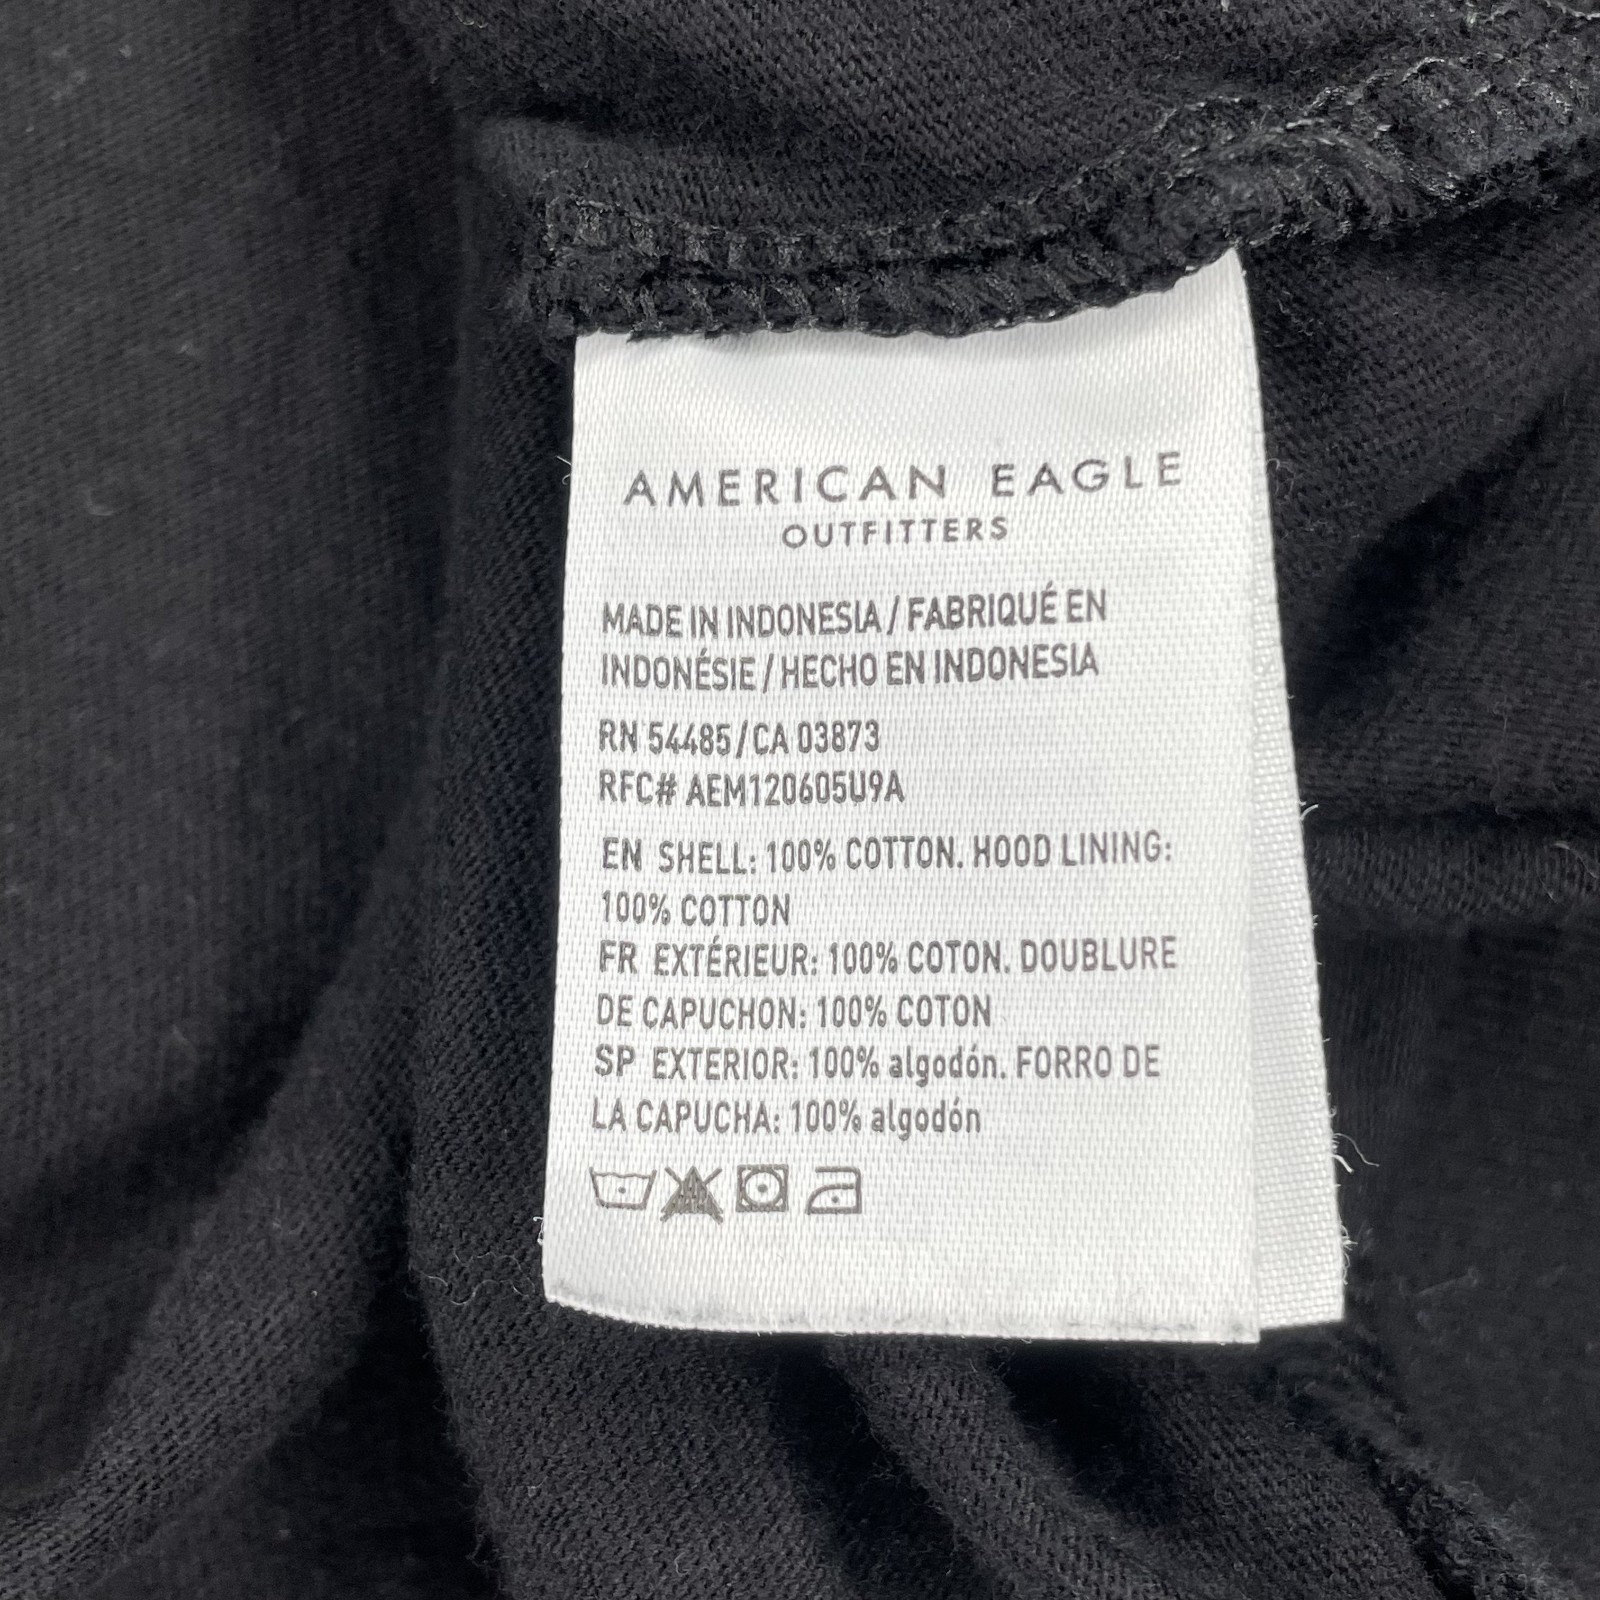 AMERICAN EAGLE
OUTFITTERS
MADE IN INDONESIA / FABRIQUÉ EN
INDONÉSIE / HECHO EN INDONESIA
RN 54485/CA 03873
RFC# AEM120605U9A
EN SHELL: 100% COTTON. HOOD LINING:
100% COTTON
FR EXTÉRIEUR: 100% COTON. DOUBLURE
DE CAPUCHON: 100% COTON
SP EXTERIOR: 100% algodón. FORRO DE
LA CAPUCHA: 100% algodón